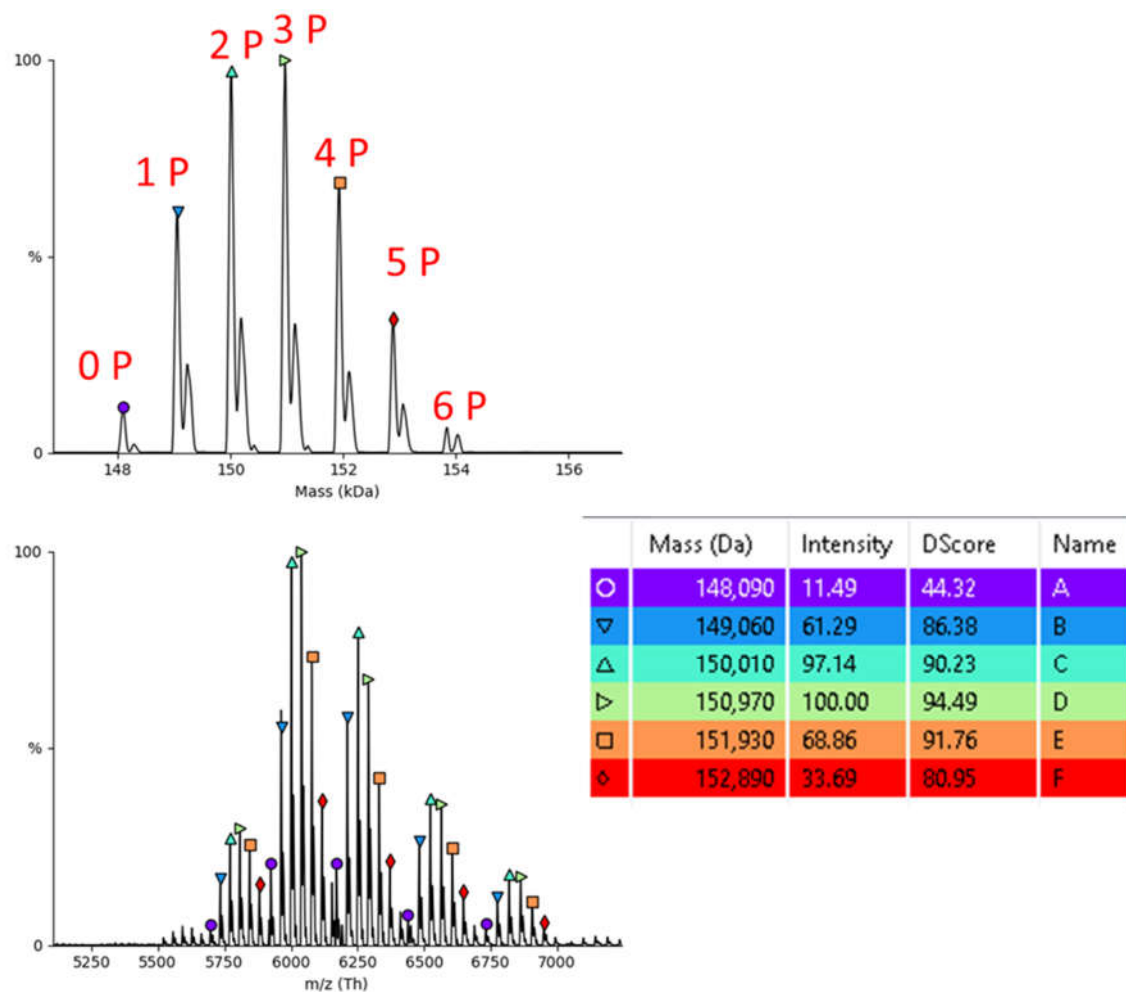 3 P
2 P
100
4 P
1 P
%
5 P
0 P
6 P
0
148 150 152 154 156
Mass (kDa)
100
%
0
5250 5500 5750 6000 6250 6500 6750 7000
m/z (Th)
Mass (Da) Intensity DScore Name
148,090 11.49 44.32 A
149,060 61.29 86.38 B
150,010 97.14 90.23 C
150,970 100.00 94.49 D
151,930 68.86 91.76 E
152,890 33.69 80.95 F